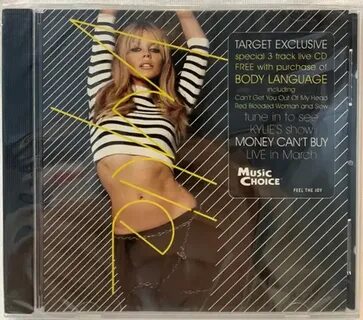 TARGET EXCLUSIVE
special 3 track live CD
FREE with purchase of
BODY LANGUAGE
including
Can't Get You Out Of My Head
Red Blooded Woman and Slow
tune in to see
KYLIE'S show
MONEY CAN'T BUY
LIVE in March
MUSIC
CHOICE
FEEL THE JOY